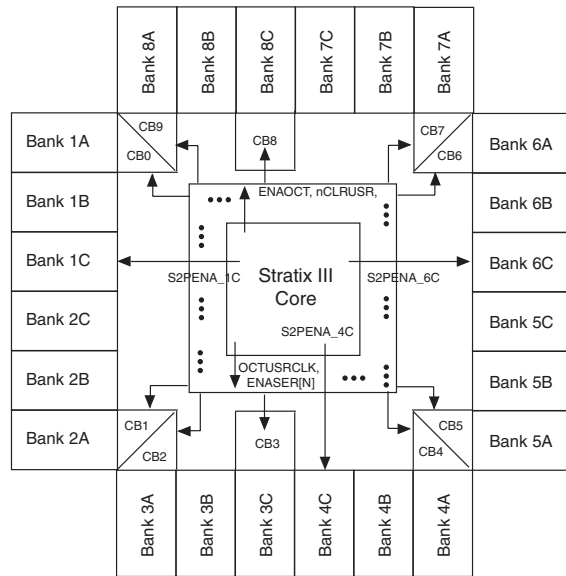 Bank 8A
Bank 8B
Bank 8C
Bank 7C
Bank 7B
Bank 7A
Bank 1A
CB9
CB0
CB8
CB7
CB6
Bank 6A
Bank 1B
ENAOCT, nCLRUSR,
Bank 6B
Bank 1C
S2PENA_1C
Stratix III
Core
S2PENA_6C
Bank 6C
Bank 2C
S2PENA_4C
Bank 5C
Bank 2B
OCTUSRCLK,
ENASER[N]
Bank 5B
Bank 2A
CB1
CB2
CB3
CB5
CB4
Bank 5A
Bank 3A
Bank 3B
Bank 3C
Bank 4C
Bank 4B
Bank 4A